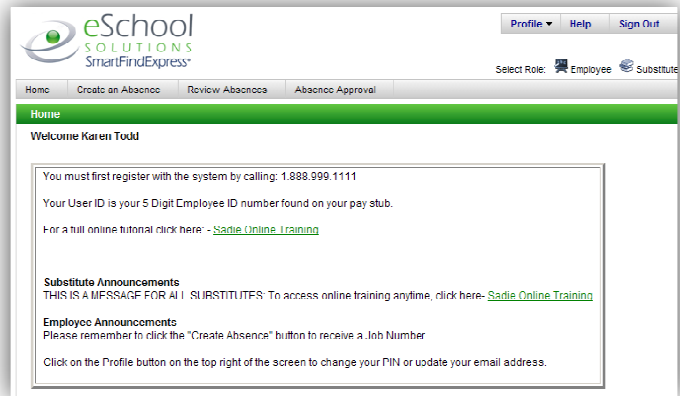 eSchool
SOLUTIONS
SmartFindExpress
Profile Help Sign Out
Select Role: Employee Substitute
Home Create an Absence Review Absences Absence Approval
Home
Welcome Karen Todd
You must first register with the system by calling: 1.888.999.1111
Your User ID is your 5 Digit Employee ID number found on your pay stub.
For a full online tutorial click here: - Sadie Online Training
Substitute Announcements
THIS IS A MESSAGE FOR ALL SUBSTITUTES: To access online training anytime, click here- Sadie Online Training
Employee Announcements
Please remember to click the "Create Absence" button to receive a Job Number
Click on the Profile button on the top right of the screen to change your PIN or update your email address.